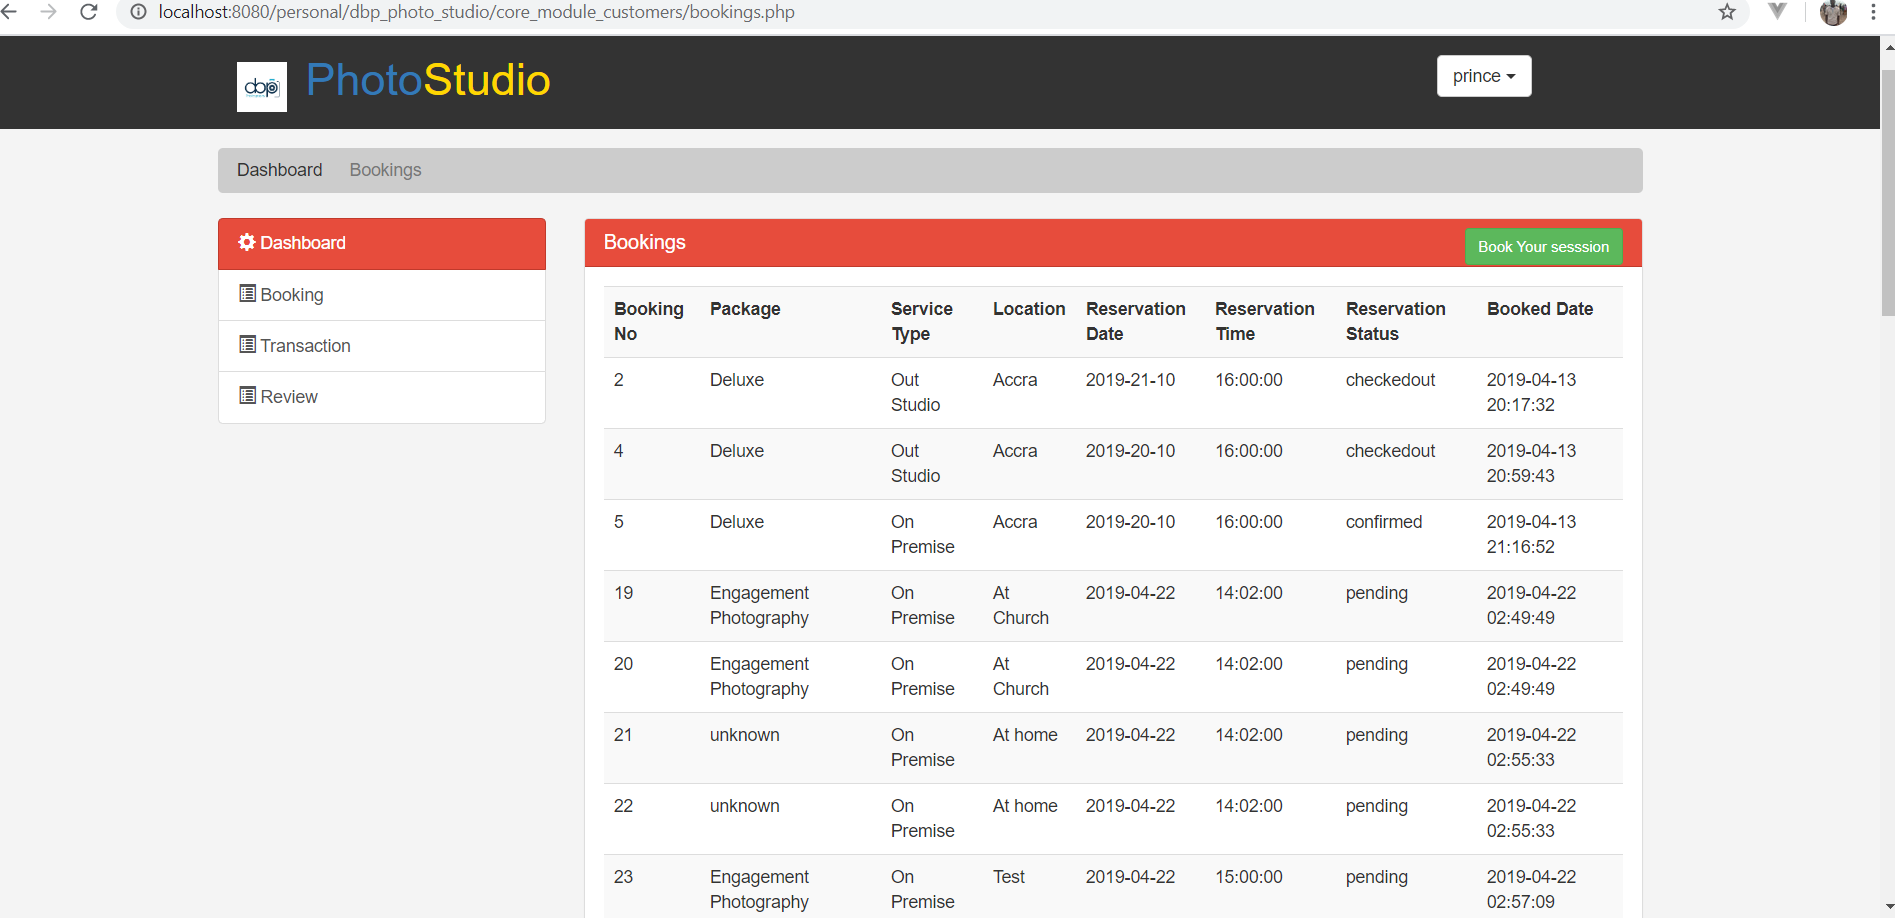 localhost:8080/personal/dbp_photo_studio/core_module_customers/bookings.php
dbp PhotoStudio
prince
Dashboard Bookings
Dashboard
Booking
Transaction
Review
Bookings
Book Your sesssion
Booking Package Service Location Reservation Reservation Reservation Booked Date
No Type Date Time Status
2 Deluxe Out Accra 2019-21-10 16:00:00 checkedout 2019-04-13
Studio 20:17:32
4 Deluxe Out Accra 2019-20-10 16:00:00 checkedout 2019-04-13
Studio 20:59:43
5 Deluxe On Accra 2019-20-10 16:00:00 confirmed 2019-04-13
Premise 21:16:52
19 Engagement On At 2019-04-22 14:02:00 pending 2019-04-22
Photography Premise Church 02:49:49
20 Engagement On At 2019-04-22 14:02:00 pending 2019-04-22
Photography Premise Church 02:49:49
21 unknown On At home 2019-04-22 14:02:00 pending 2019-04-22
Premise 02:55:33
22 unknown On At home 2019-04-22 14:02:00 pending 2019-04-22
Premise 02:55:33
23 Engagement On Test 2019-04-22 15:00:00 pending 2019-04-22
Photography Premise 02:57:09